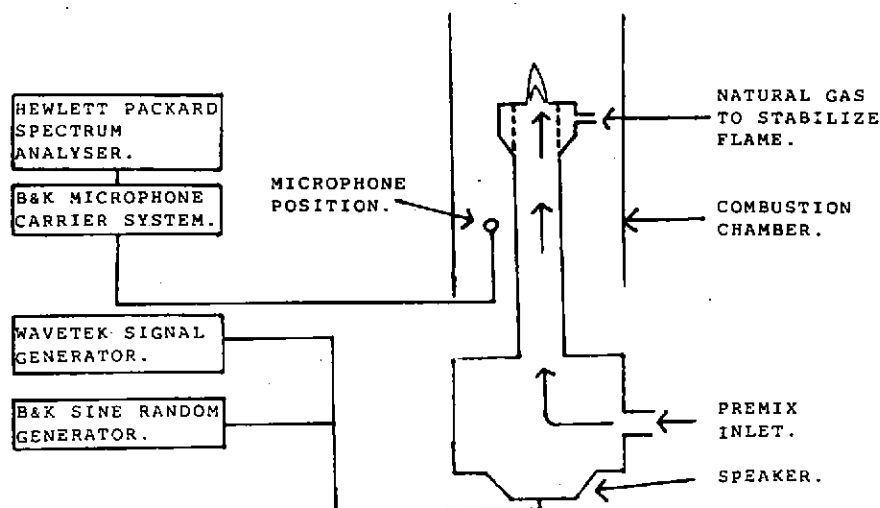 HEWLETT PACKARD
SPECTRUM
ANALYSER.
B&K MICROPHONE
CARRIER SYSTEM.
MICROPHONE
POSITION.
NATURAL GAS
TO STABILIZE
FLAME.
COMBUSTION
CHAMBER.
WAVETEK SIGNAL
GENERATOR.
B&K SINE RANDOM
GENERATOR.
PREMIX
INLET.
SPEAKER.